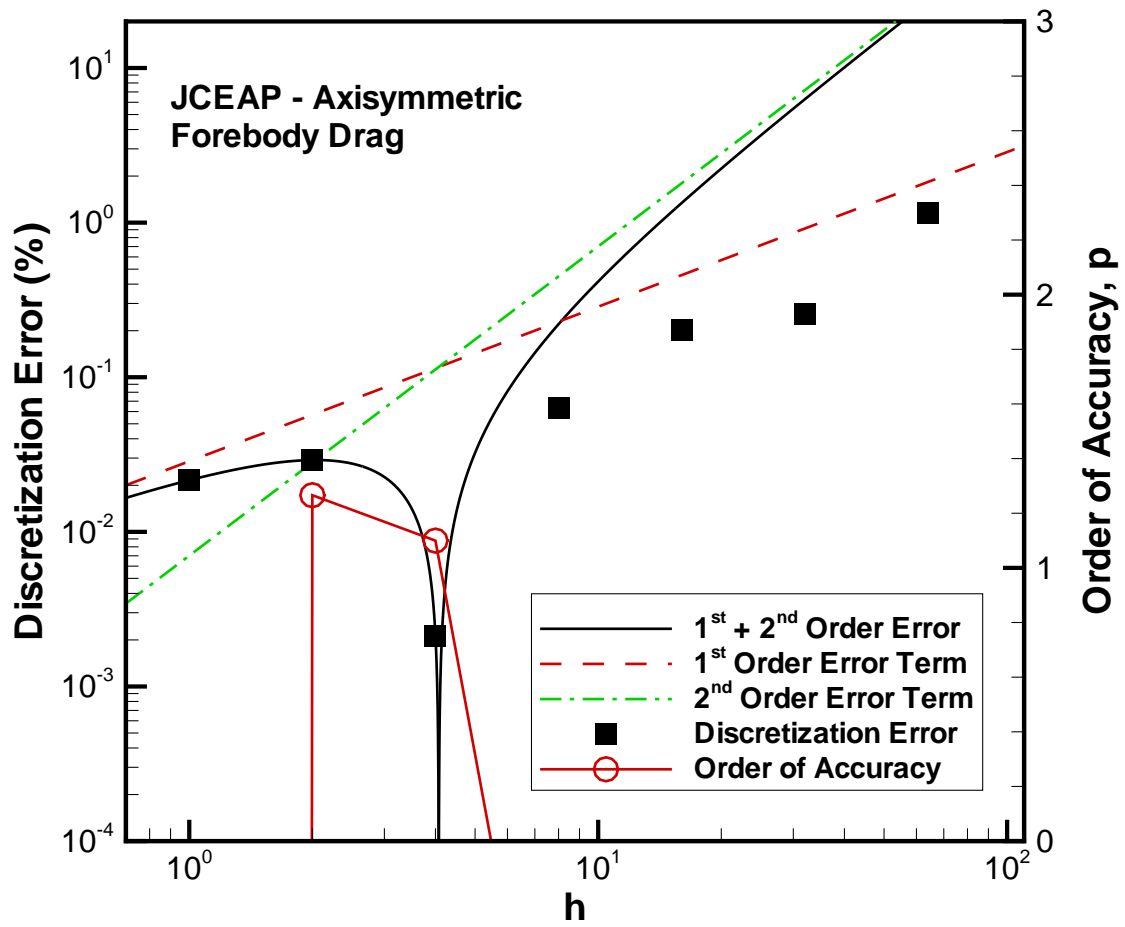 JCEAP - Axisymmetric
Forebody Drag
Discretization Error (%)
10^1
10^0
10^-1
10^-2
10^-3
10^-4
Order of Accuracy, p
3
2
1
0
1^st + 2^nd Order Error
1^st Order Error Term
2^nd Order Error Term
Discretization Error
Order of Accuracy
10^0
10^1
10^2
h